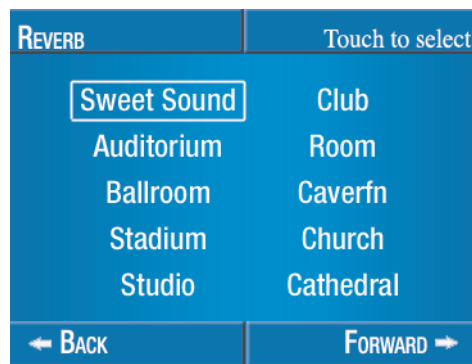 REVERB
Touch to select
Sweet Sound
Club
Auditorium
Room
Ballroom
Caverfn
Stadium
Church
Studio
Cathedral
BACK
FORWARD